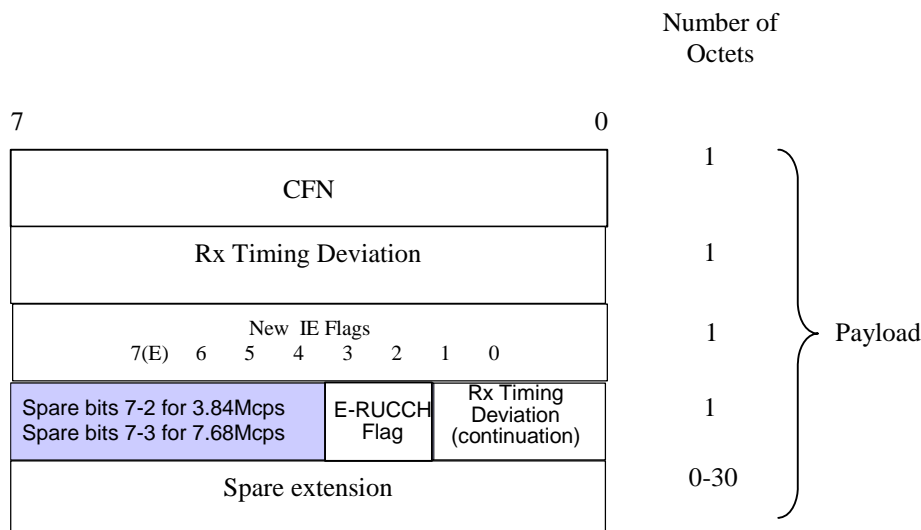 Number of
Octets
7 0
CFN 1
Rx Timing Deviation 1
New IE Flags
7(E) 6 5 4 3 2 1 0
1
Payload
Spare bits 7-2 for 3.84Mcps
Spare bits 7-3 for 7.68Mcps
E-RUCCH
Flag
Rx Timing
Deviation
(continuation)
1
Spare extension 0-30